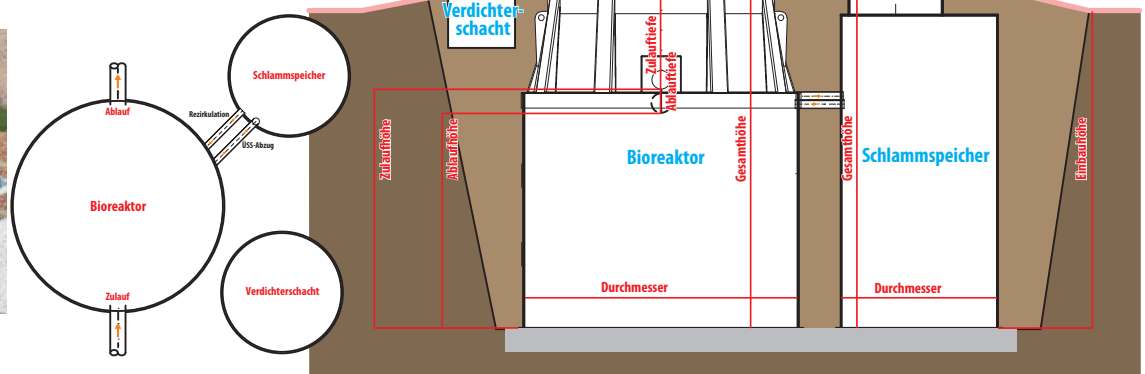 Schlammspeicher
Ablauf
Rezirkulation
ÜSS-Abzug
Bioreaktor
Zulauf
Verdichterschacht
Verdichter-
schacht
Zulauftiefe
Ablauftiefe
Zulaufhöhe
Ablaufhöhe
Bioreaktor
Gesamthöhe
Gesamthöhe
Schlammspeicher
Einbauhöhe
Durchmesser
Durchmesser